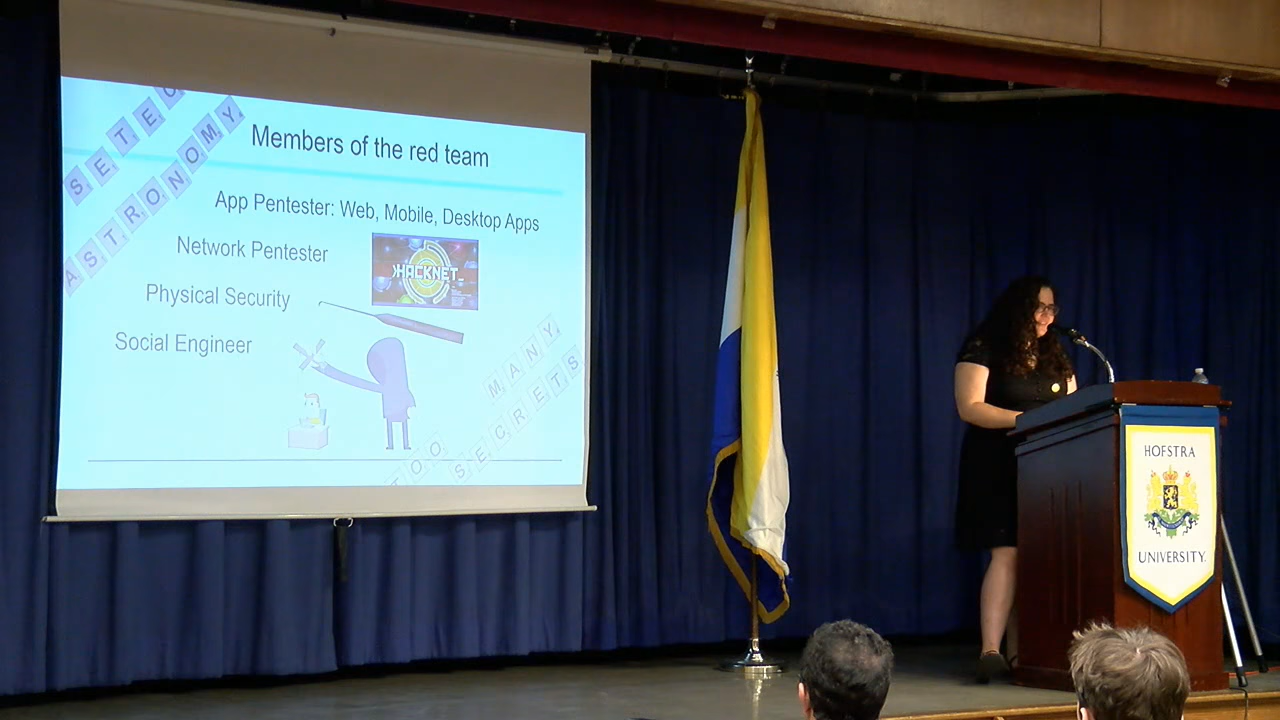 SETEC
ASTRONOMY
Members of the red team
App Pentester: Web, Mobile, Desktop Apps
Network Pentester
HACKNET_
Physical Security
Social Engineer
TOO MANY
SECRETS
HOFSTRA
UNIVERSITY